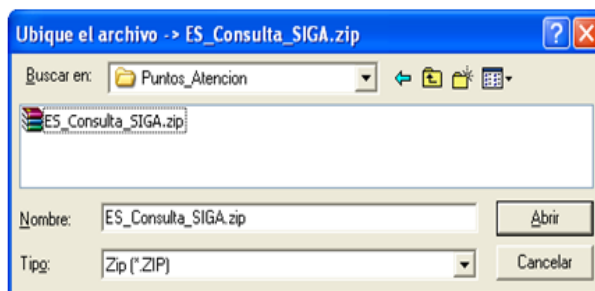 Ubique el archivo -> ES_Consulta_SIGA.zip
Buscar en: Puntos_Atencion
ES_Consulta_SIGA.zip
Nombre: ES_Consulta_SIGA.zip Abrir
Tipo: Zip (*.ZIP) Cancelar